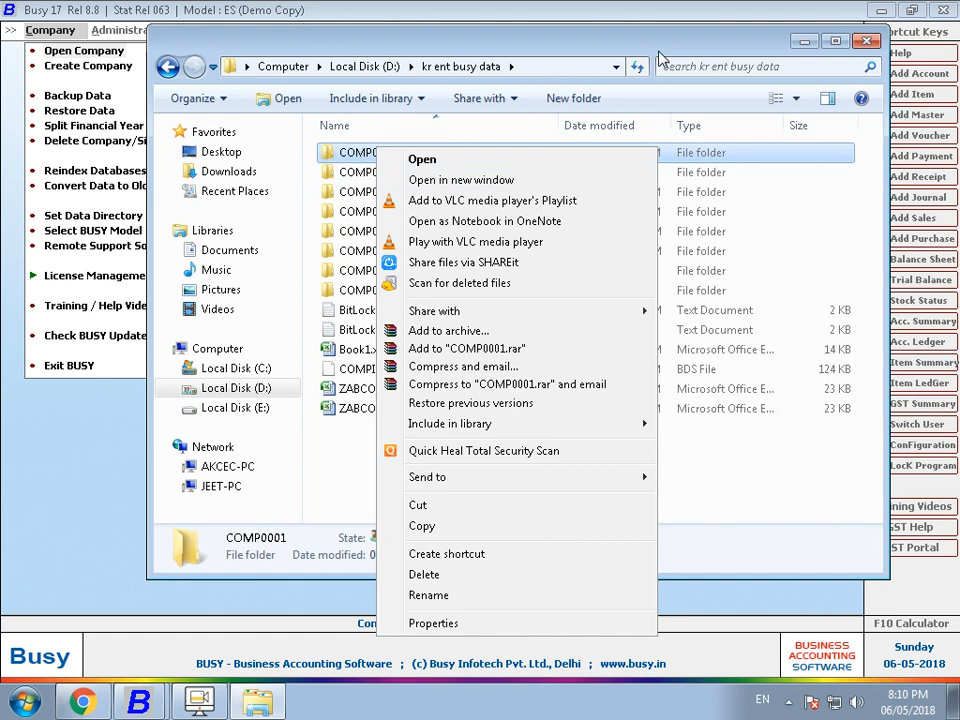 Busy 17 Rel 8.8 | Stat Rel 063 | Model : ES (Demo Copy)
>> Company Administra
Open Company
Create Company
Backup Data
Restore Data
Split Financial Year
Delete Company/Si
Reindex Databases
Convert Data to Old
Set Data Directory
Select BUSY Model
Remote Support So
License Manageme
Training / Help Vide
Check BUSY Update
Exit BUSY
Computer Local Disk (D:) kr ent busy data
Search kr ent busy data
Organize Open Include in library Share with New folder
Favorites
Desktop
Downloads
Recent Places
Libraries
Documents
Music
Pictures
Videos
Computer
Local Disk (C:)
Local Disk (D:)
Local Disk (E:)
Network
AKCEC-PC
JEET-PC
Name Date modified Type Size
COMP0 File folder
COMP0 M File folder
COMP0 M File folder
COMP0 M File folder
COMP0 M File folder
COMP0 M File folder
COMP0 M File folder
COMP0 M File folder
BitLock M Text Document 2 KB
BitLock M Text Document 2 KB
Book1.x M Microsoft Office E... 14 KB
COMPI M BDS File 124 KB
ZABCO M Microsoft Office E... 23 KB
ZABCO M Microsoft Office E... 23 KB
Open
Open in new window
Add to VLC media player's Playlist
Open as Notebook in OneNote
Play with VLC media player
Share files via SHAREit
Scan for deleted files
Share with
Add to archive...
Add to "COMP0001.rar"
Compress and email...
Compress to "COMP0001.rar" and email
Restore previous versions
Include in library
Quick Heal Total Security Scan
Send to
Cut
Copy
Create shortcut
Delete
Rename
Properties
COMP0001 State:
File folder Date modified: 0
rtcut Keys
Help
Add Account
Add Item
Add Master
Add Voucher
Add Payment
Add Receipt
Add Journal
Add Sales
Add Purchase
Balance Sheet
Trial Balance
Stock Status
Acc. Summary
Acc. Ledger
Item Summary
Item LedGer
GST Summary
Switch User
onFiguration
LocK Program
ning Videos
ST Help
ST Portal
F10 Calculator
Con
Busy
BUSY - Business Accounting Software ; (c) Busy Infotech Pvt. Ltd., Delhi ; www.busy.in
BUSINESS
ACCOUNTING
SOFTWARE
Sunday
06-05-2018
EN
8:10 PM
06/05/2018